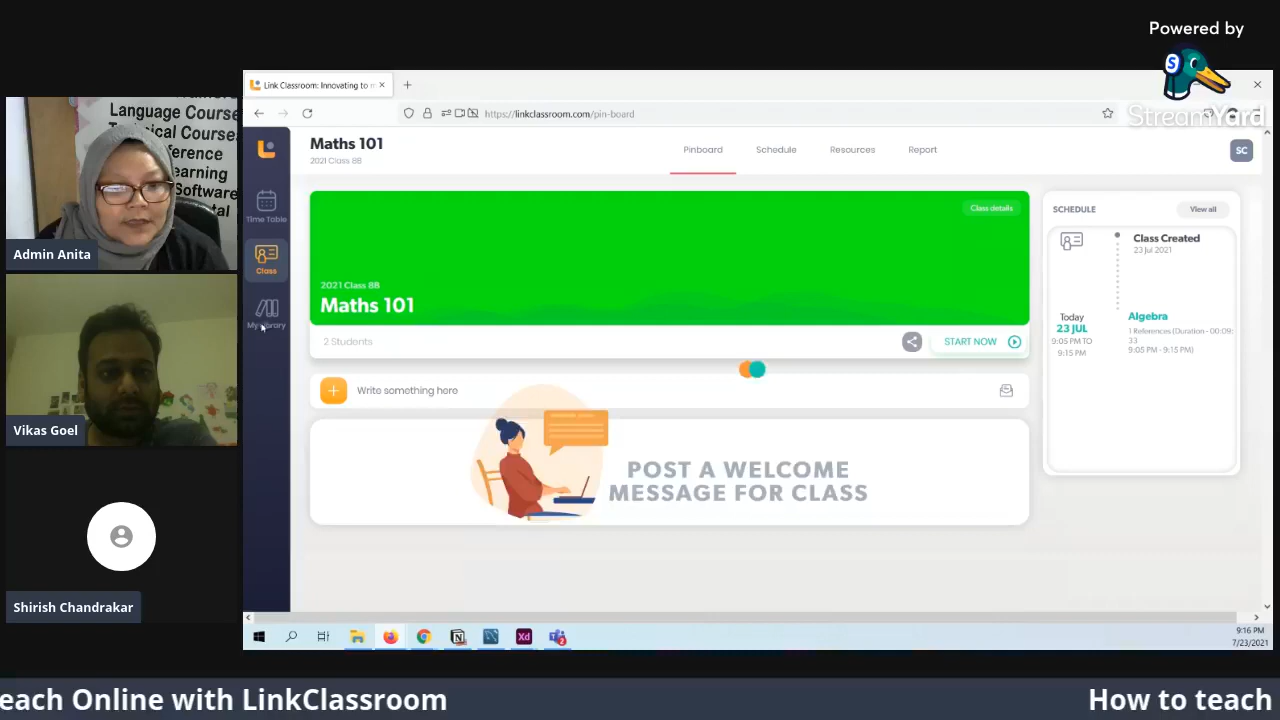 Powered by
StreamYard
Link Classroom: Innovating to m
https://linkclassroom.com/pin-board
Language Course
Technical Courses
ference
earning
Software
tal
Admin Anita
Vikas Goel
Shirish Chandrakar
Maths 101
2021 Class 8B
Pinboard
Schedule
Resources
Report
SC
Time Table
Class
My Library
Class details
2021 Class 8B
Maths 101
2 Students
START NOW
Write something here
POST A WELCOME
MESSAGE FOR CLASS
SCHEDULE
View all
Class Created
23 Jul 2021
Today
23 JUL
9:05 PM TO
9:15 PM
Algebra
1 References (Duration - 00:09:
33
9:05 PM - 9:15 PM)
Xd
9:16 PM
7/23/2021
each Online with LinkClassroom
How to teach